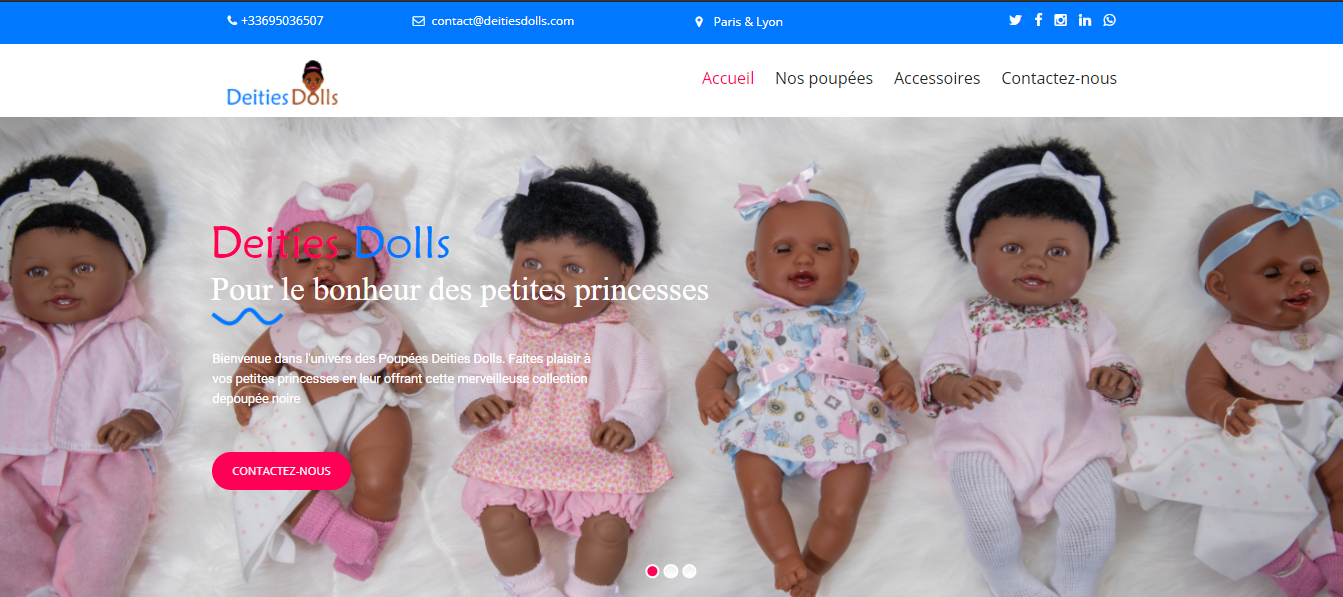 +33695036507
contact@deitiesdolls.com
Paris & Lyon
Deities Dolls
Accueil
Nos poupées
Accessoires
Contactez-nous
Deities Dolls
Pour le bonheur des petites princesses
Bienvenue dans l'univers des Poupées Deities Dolls. Faites plaisir à
vos petites princesses en leur offrant cette merveilleuse collection
depoupée noire
CONTACTEZ-NOUS